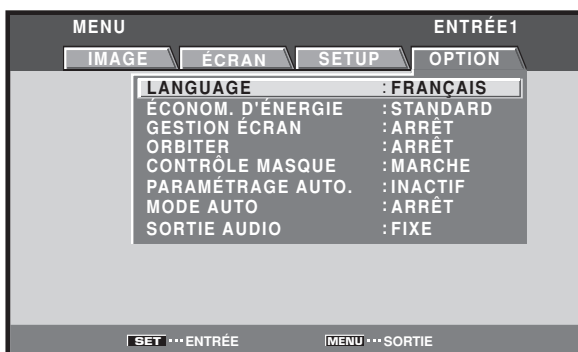 MENU ENTRÉE1
IMAGE ÉCRAN SETUP OPTION
LANGUAGE :FRANÇAIS
ÉCONOM. D'ÉNERGIE :STANDARD
GESTION ÉCRAN :ARRÊT
ORBITER :ARRÊT
CONTRÔLE MASQUE :MARCHE
PARAMÉTRAGE AUTO. :INACTIF
MODE AUTO :ARRÊT
SORTIE AUDIO :FIXE
SET ··· ENTRÉE MENU ··· SORTIE